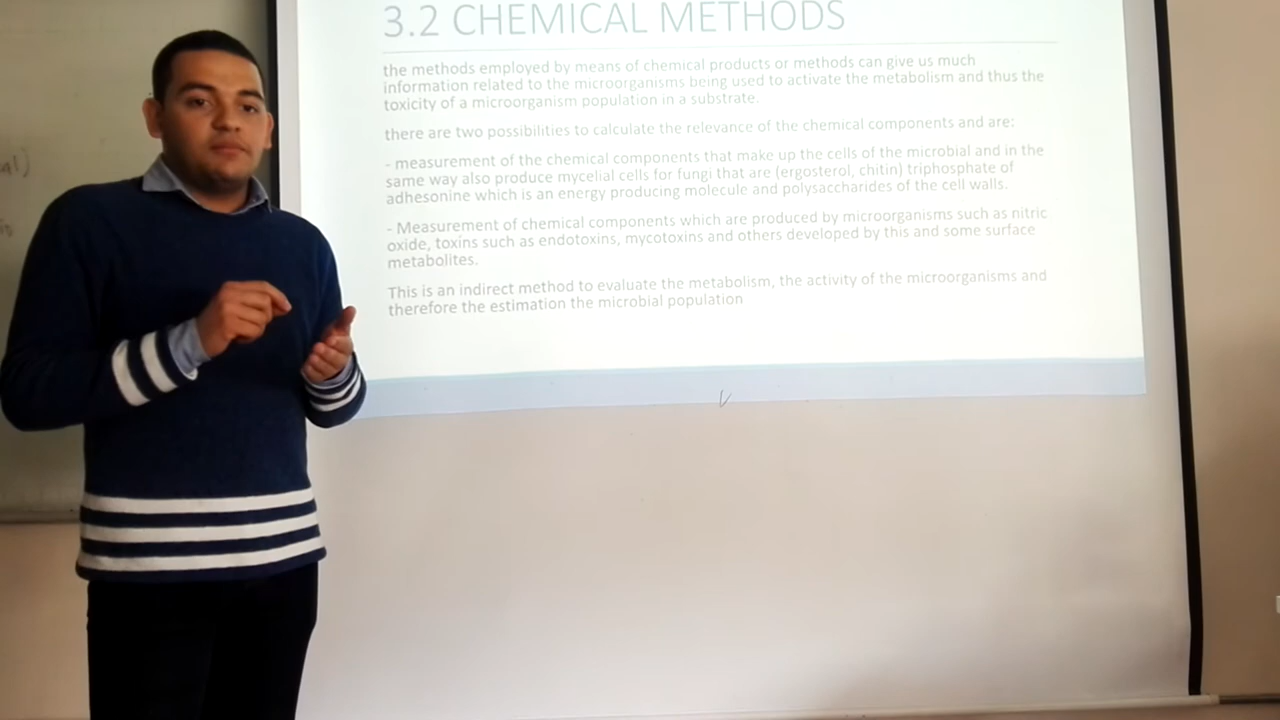 3.2 CHEMICAL METHODS
the methods employed by means of chemical products or methods can give us much
information related to the microorganisms being used to activate the metabolism and thus the
toxicity of a microorganism population in a substrate.
there are two possibilities to calculate the relevance of the chemical components and are:
- measurement of the chemical components that make up the cells of the microbial and in the
same way also produce mycelial cells for fungi that are (ergosterol, chitin) triphosphate of
adhesonine which is an energy producing molecule and polysaccharides of the cell walls.
- Measurement of chemical components which are produced by microorganisms such as nitric
oxide, toxins such as endotoxins, mycotoxins and others developed by this and some surface
metabolites.
This is an indirect method to evaluate the metabolism, the activity of the microorganisms and
therefore the estimation the microbial population